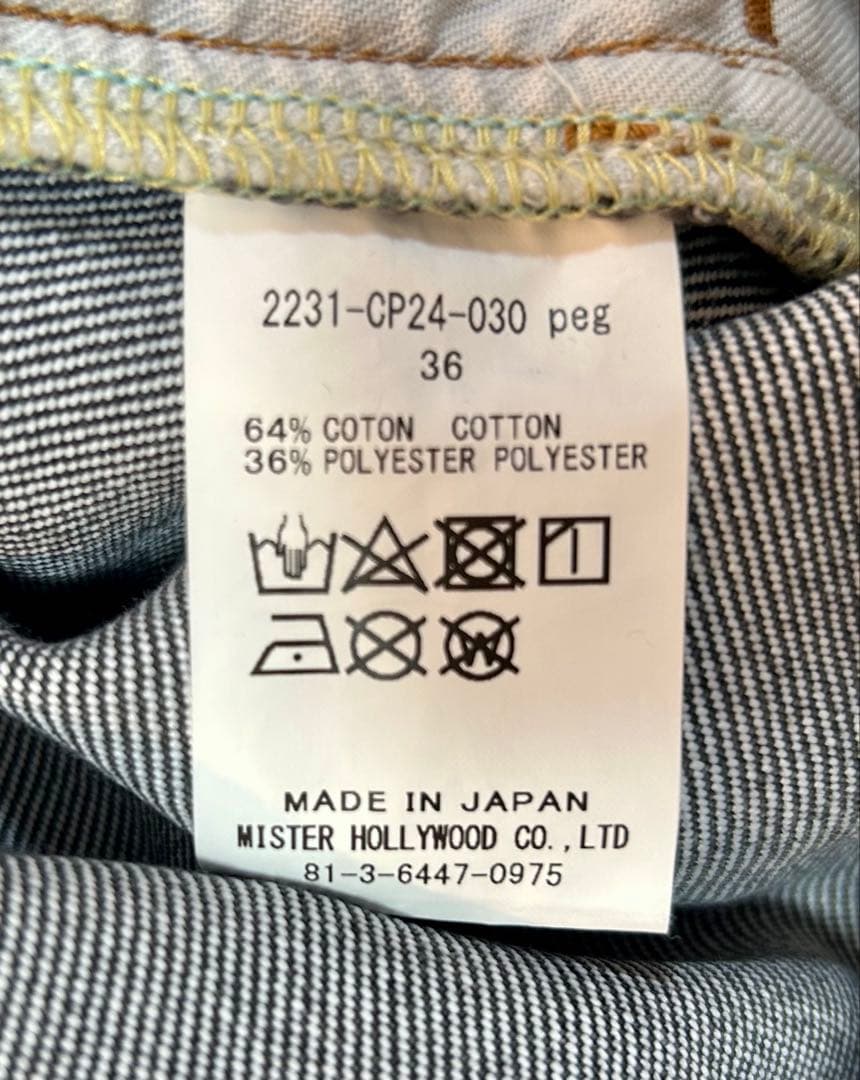 2231-CP24-030 peg
36
64% COTON COTTON
36% POLYESTER POLYESTER
W
MADE IN JAPAN
MISTER HOLLYWOOD CO.,LTD
81-3-6447-0975